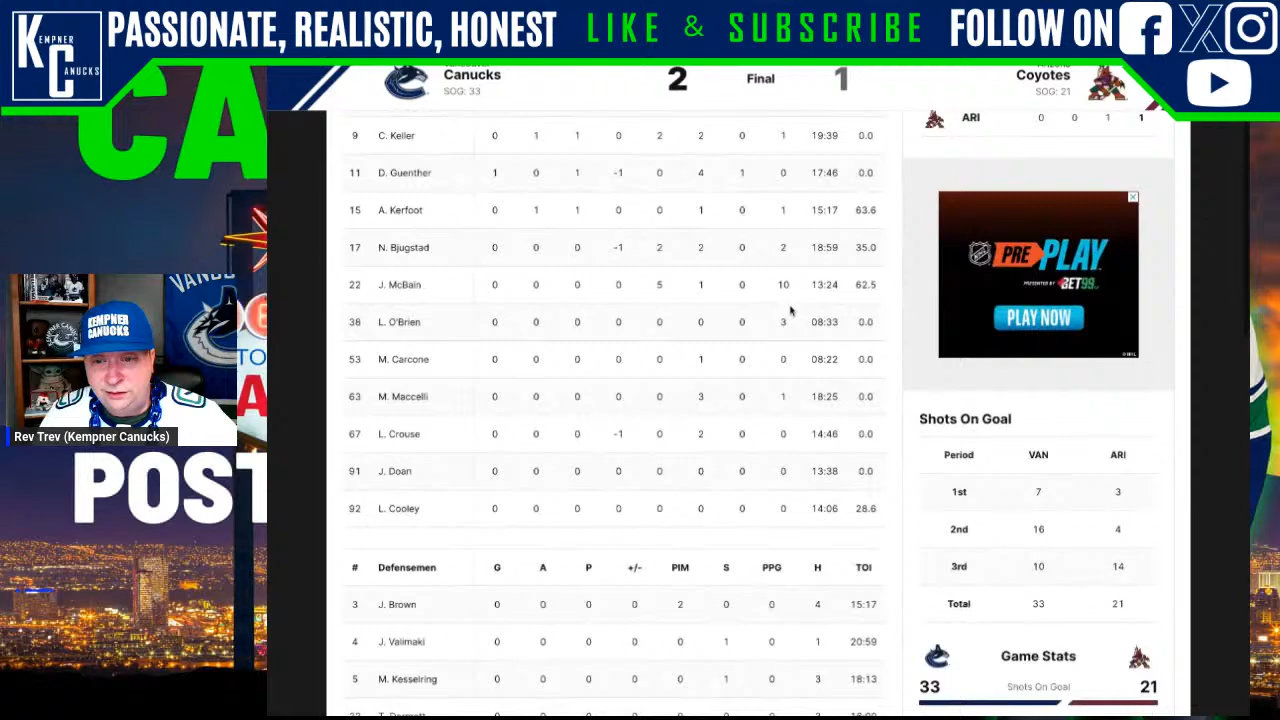 KEMPNER
CANUCKS
PASSIONATE, REALISTIC, HONEST
LIKE & SUBSCRIBE
FOLLOW ON
Canucks
SOG: 33
2
Final
1
Coyotes
SOG: 21
CA
9 C. Keller 0 1 1 0 2 2 0 1 19:39 0.0
11 D. Guenther 1 0 1 -1 0 4 1 0 17:46 0.0
15 A. Kerfoot 0 1 1 0 0 1 0 1 15:17 63.6
17 N. Bjugstad 0 0 0 -1 2 2 0 2 18:59 35.0
22 J. McBain 0 0 0 0 5 1 0 10 13:24 62.5
38 L. O'Brien 0 0 0 0 0 0 0 3 08:33 0.0
53 M. Carcone 0 0 0 0 0 1 0 0 08:22 0.0
63 M. Maccelli 0 0 0 0 0 3 0 1 18:25 0.0
67 L. Crouse 0 0 0 -1 0 2 0 0 14:46 0.0
91 J. Doan 0 0 0 0 0 0 0 0 13:38 0.0
92 L. Cooley 0 0 0 0 0 0 0 0 14:06 28.6
# Defensemen G A P +/- PIM S PPG H TOI
3 J. Brown 0 0 0 0 2 0 0 4 15:17
4 J. Valimaki 0 0 0 0 0 1 0 1 20:59
5 M. Kesselring 0 0 0 0 0 1 0 3 18:13
ARI 0 0 1 1
NHL
PRE PLAY
PRESENTED BY BET99
PLAY NOW
Shots On Goal
Period VAN ARI
1st 7 3
2nd 16 4
3rd 10 14
Total 33 21
Game Stats
33 Shots On Goal 21
KEMPNER
CANUCKS
Rev Trev (Kempner Canucks)
POST